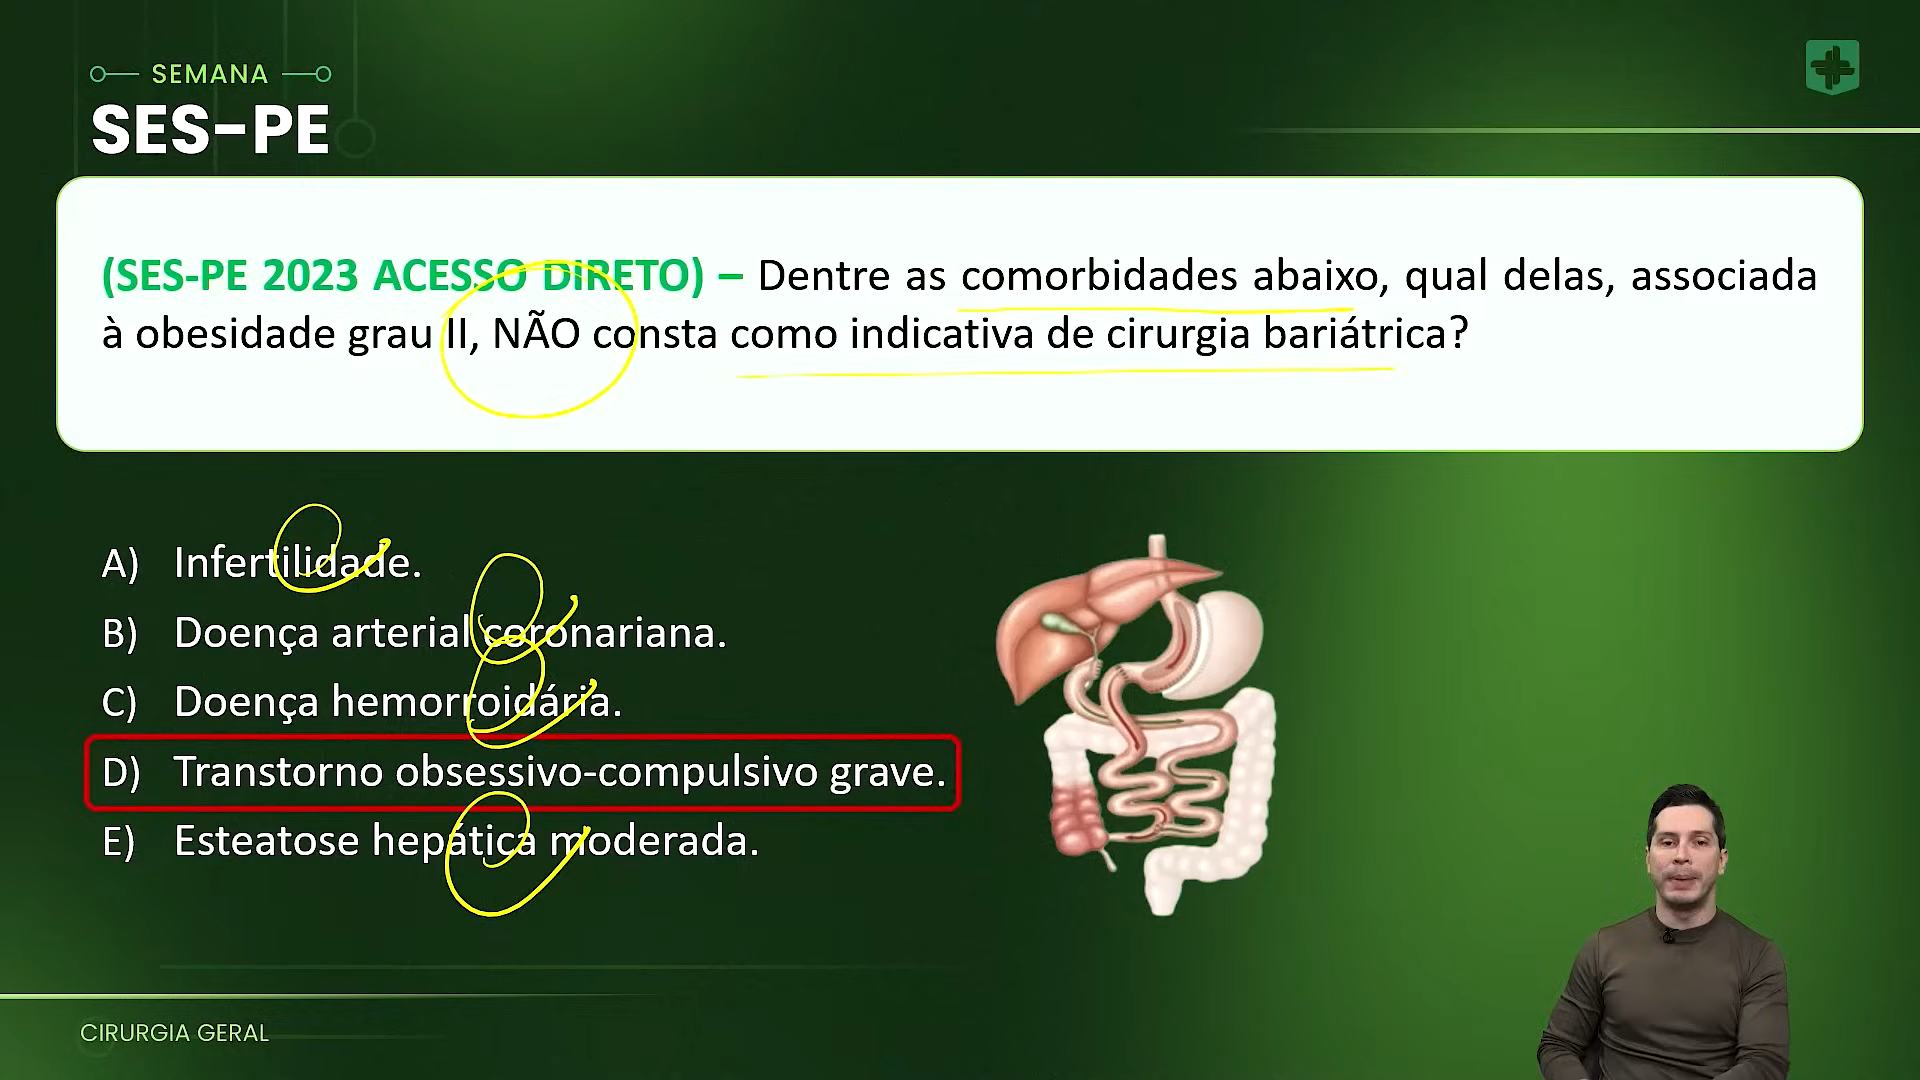 SEMANA
SES-PE
(SES-PE 2023 ACESSO DIRETO) – Dentre as comorbidades abaixo, qual delas, associada
à obesidade grau II, NÃO consta como indicativa de cirurgia bariátrica?
A) Infertilidade.
B) Doença arterial coronariana.
C) Doença hemorroidária.
D) Transtorno obsessivo-compulsivo grave.
E) Esteatose hepática moderada.
CIRURGIA GERAL